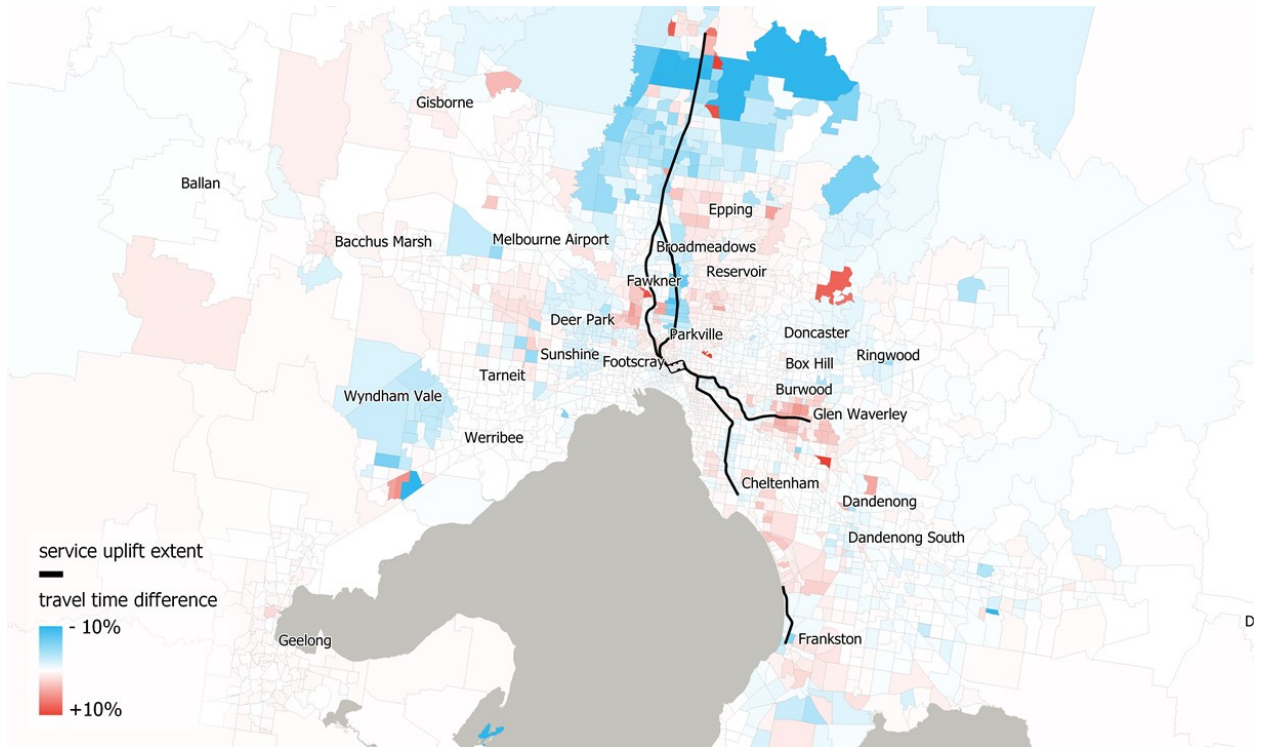 Gisborne
Ballan
Epping
Bacchus Marsh
Melbourne Airport
Broadmeadows
Reservoir
Fawkner
Deer Park
Parkville
Doncaster
Sunshine
Footscray
Box Hill
Ringwood
Tarneit
Burwood
Wyndham Vale
Glen Waverley
Werribee
Cheltenham
Dandenong
Dandenong South
service uplift extent
travel time difference
- 10%
+10%
Geelong
Frankston
D